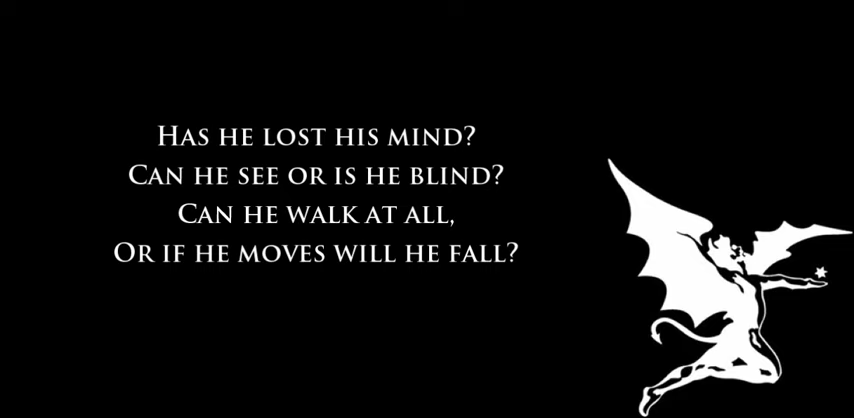 Has he lost his mind?
Can he see or is he blind?
Can he walk at all,
Or if he moves will he fall?